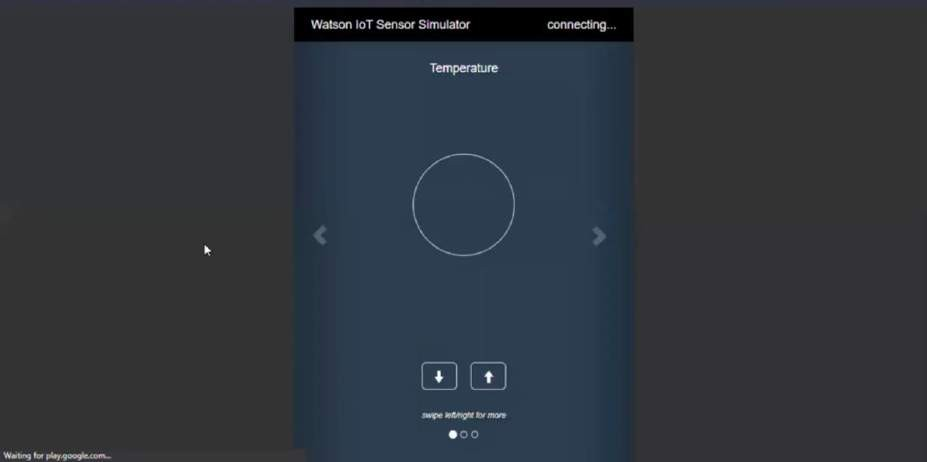 Watson IoT Sensor Simulator connecting...
Temperature
swipe left/right for more
Waiting for play.google.com...